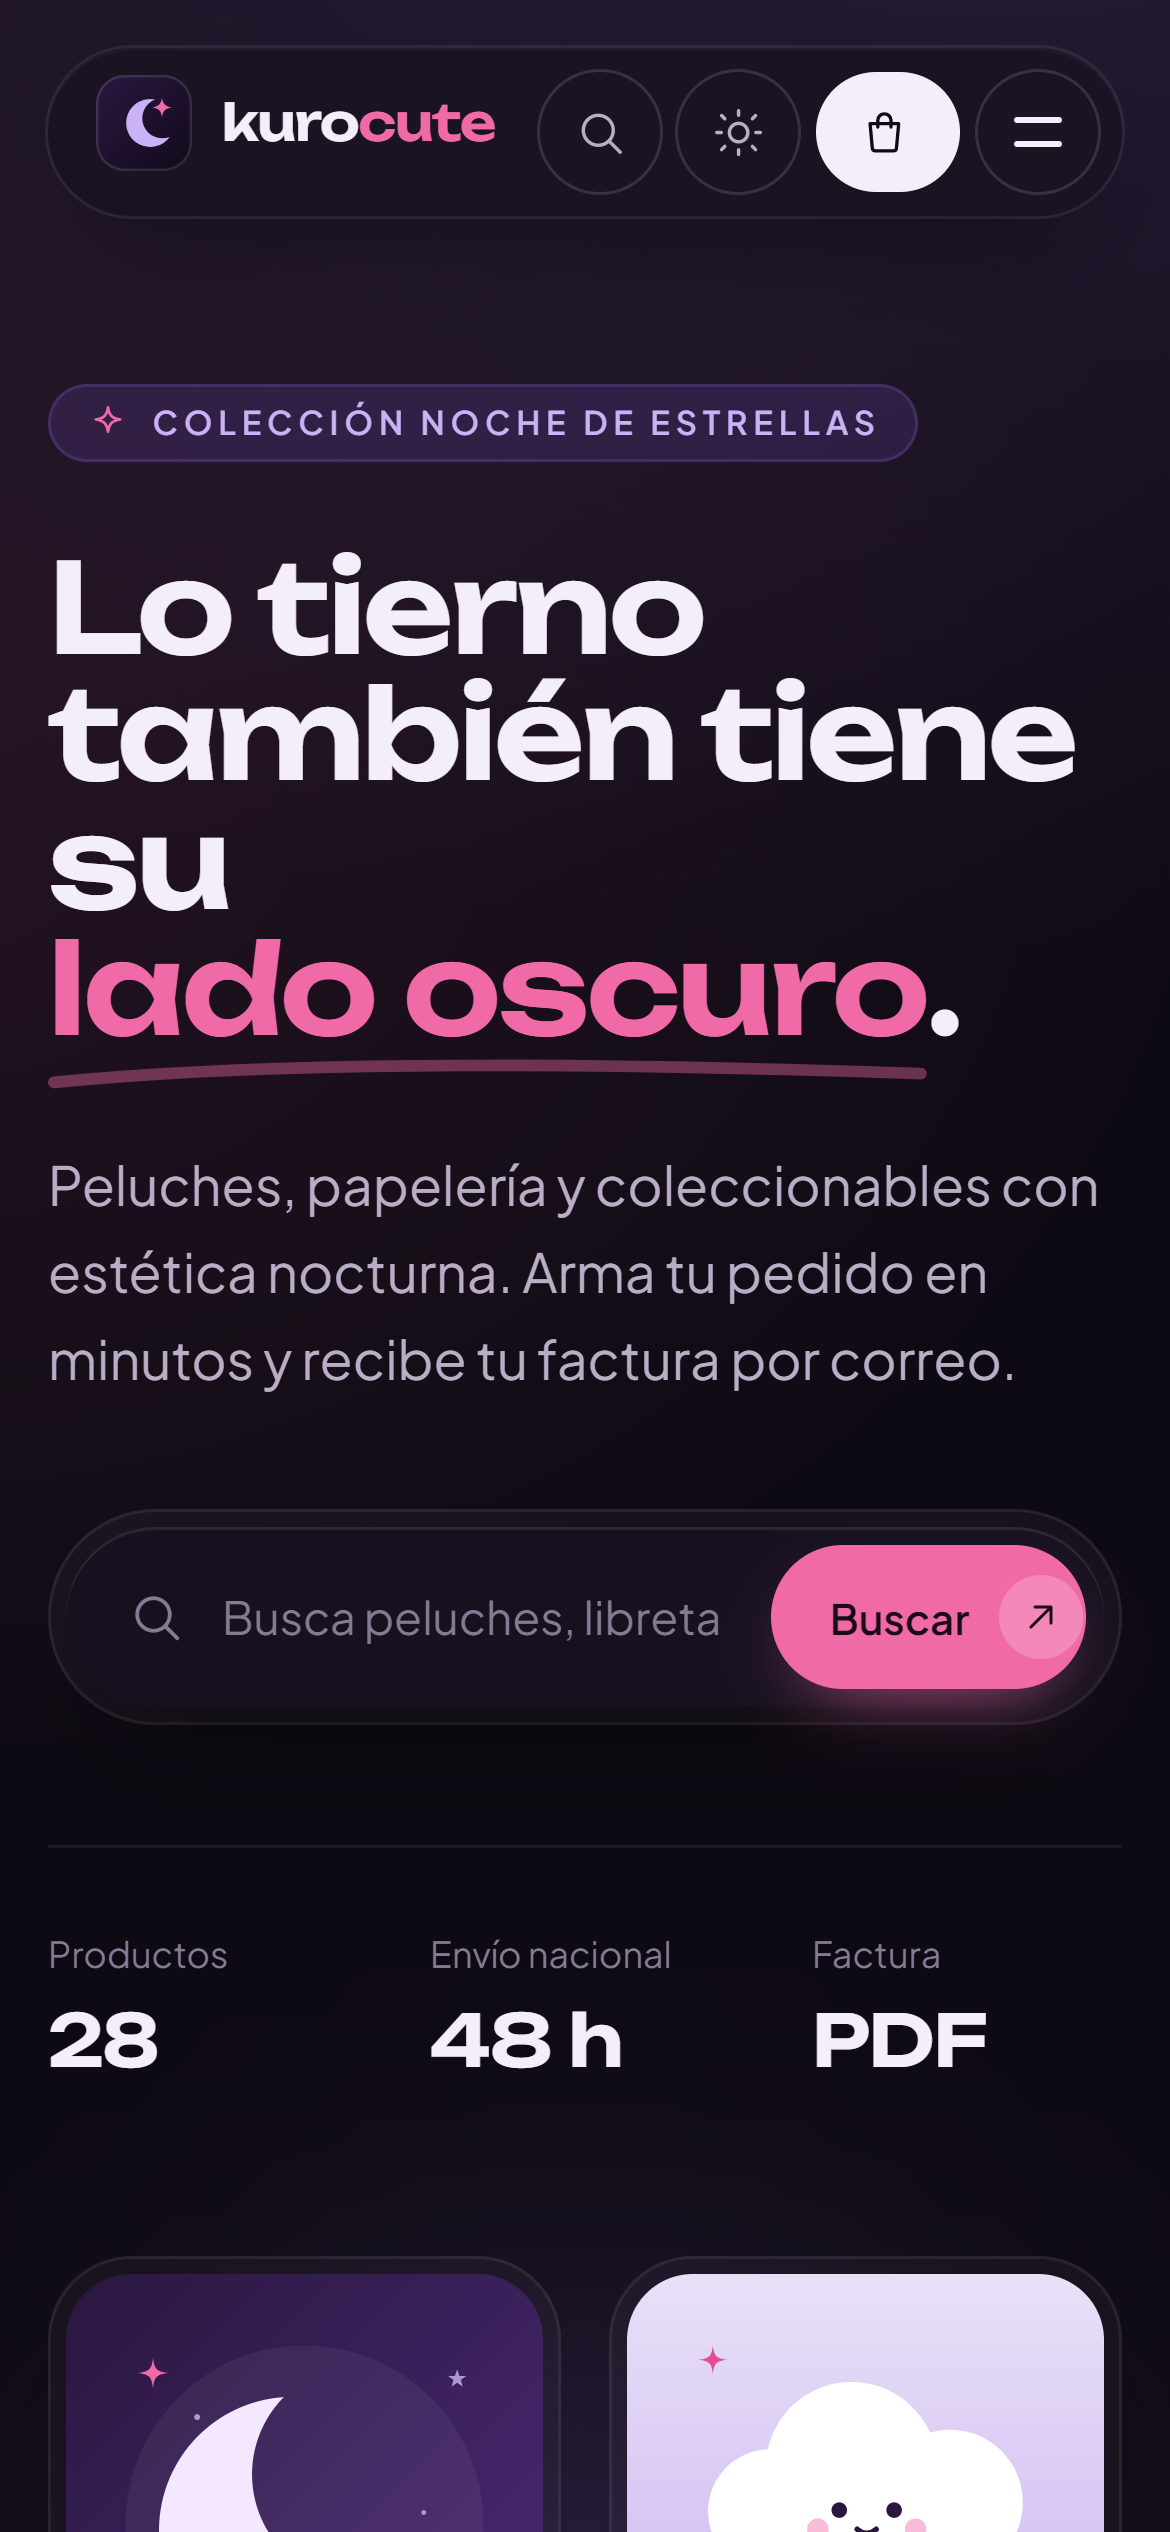 kurocute
COLECCIÓN NOCHE DE ESTRELLAS
Lo tierno
también tiene
su
lado oscuro.
Peluches, papelería y coleccionables con
estética nocturna. Arma tu pedido en
minutos y recibe tu factura por correo.
Busca peluches, libreta
Buscar
Productos
28
Envío nacional
48 h
Factura
PDF